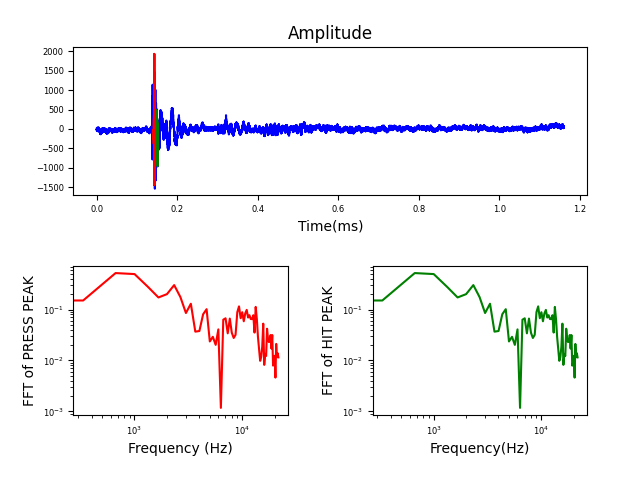 Amplitude
2000
1500
1000
500
0
−500
−1000
−1500
0.0 0.2 0.4 0.6 0.8 1.0 1.2
Time(ms)
FFT of PRESS PEAK
10⁻¹
10⁻²
10⁻³
10³ 10⁴
Frequency (Hz)
FFT of HIT PEAK
10⁻¹
10⁻²
10⁻³
10³ 10⁴
Frequency(Hz)